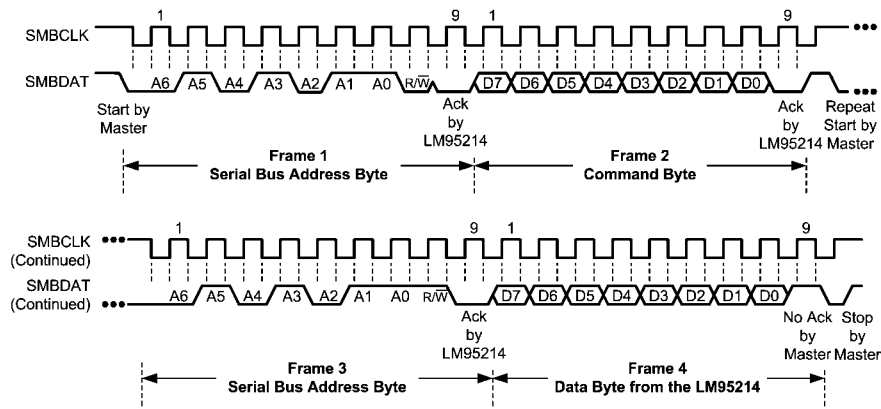 1 9 1 9
SMBCLK
SMBDAT
A6 A5 A4 A3 A2 A1 A0 R/W̅ D7 D6 D5 D4 D3 D2 D1 D0
Start by
Master
Ack
by
LM95214
Ack
by
LM95214
Repeat
Start by
Master
Frame 1
Serial Bus Address Byte
Frame 2
Command Byte
1 9 1 9
SMBCLK
(Continued)
SMBDAT
(Continued)
A6 A5 A4 A3 A2 A1 A0 R/W̅ D7 D6 D5 D4 D3 D2 D1 D0
Ack
by
LM95214
No Ack
by
Master
Stop
by
Master
Frame 3
Serial Bus Address Byte
Frame 4
Data Byte from the LM95214